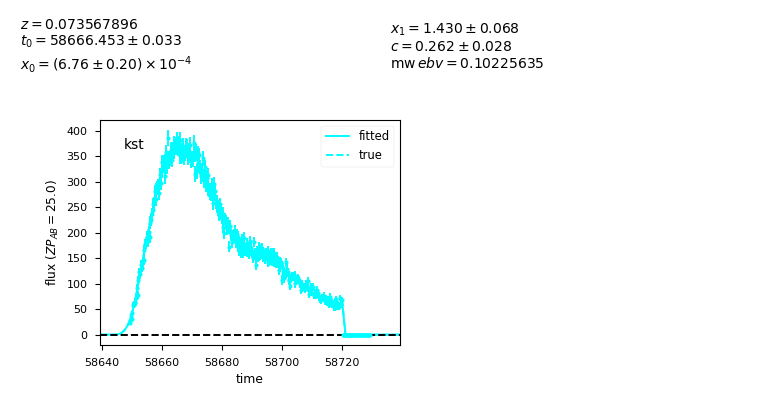 z = 0.073567896
t₀ = 58666.453 ± 0.033
x₀ = (6.76 ± 0.20) × 10⁻⁴
x₁ = 1.430 ± 0.068
c = 0.262 ± 0.028
mw ebv = 0.10225635
kst
fitted
true
400
350
300
250
200
150
100
50
0
flux (ZP_AB = 25.0)
58640 58660 58680 58700 58720
time